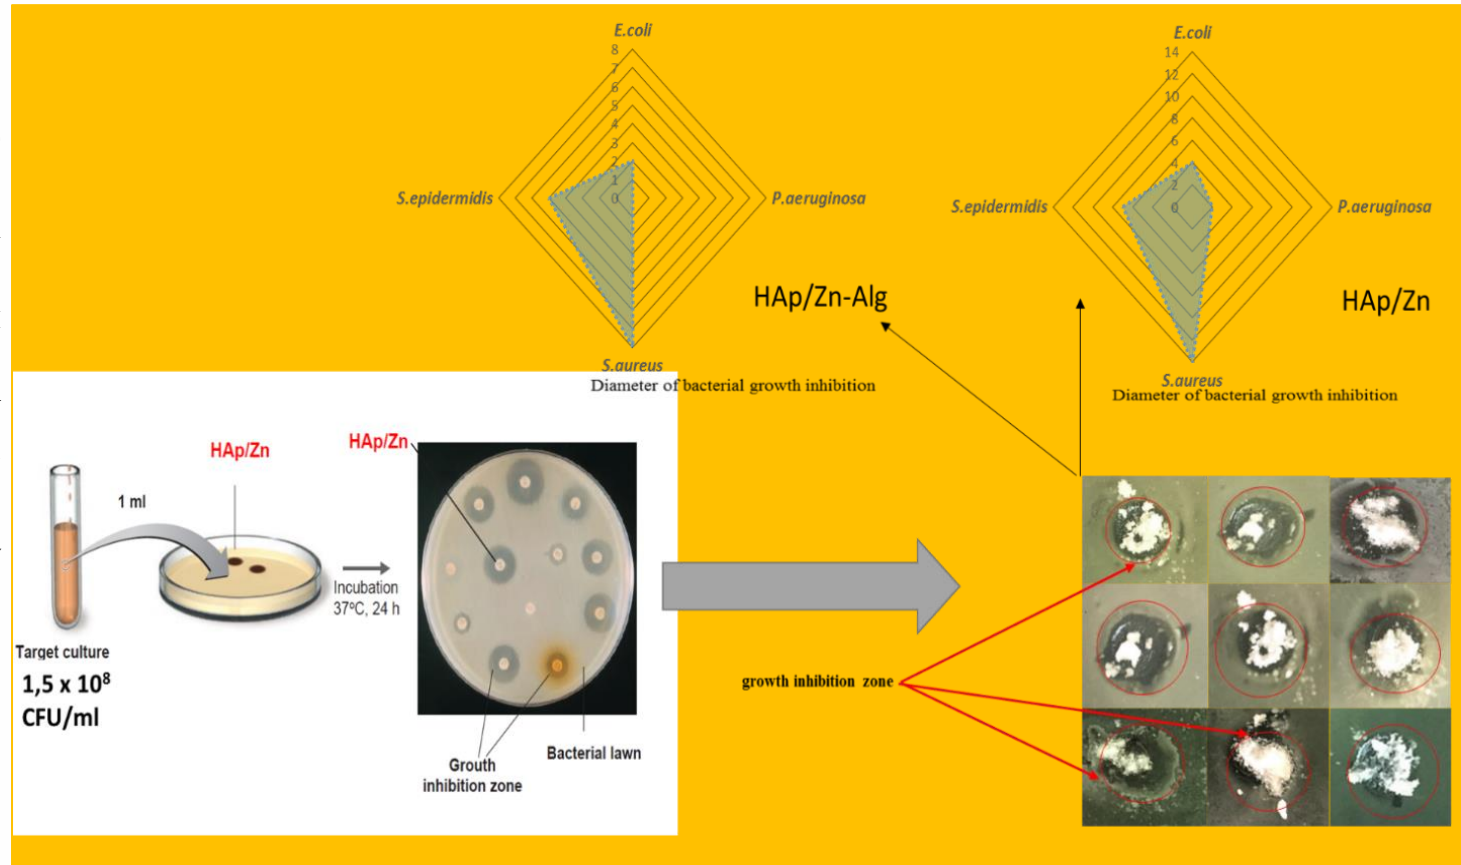 E.coli
8
7
6
5
4
3
2
1
0
S.epidermidis
P.aeruginosa
HAp/Zn-Alg
S.aureus
Diameter of bacterial growth inhibition
E.coli
14
12
10
8
6
4
2
0
S.epidermidis
P.aeruginosa
HAp/Zn
S.aureus
Diameter of bacterial growth inhibition
HAp/Zn
1 ml
Target culture
1,5 x 10⁸
CFU/ml
Incubation
37ºC, 24 h
HAp/Zn
Grouth
inhibition zone
Bacterial lawn
growth inhibition zone